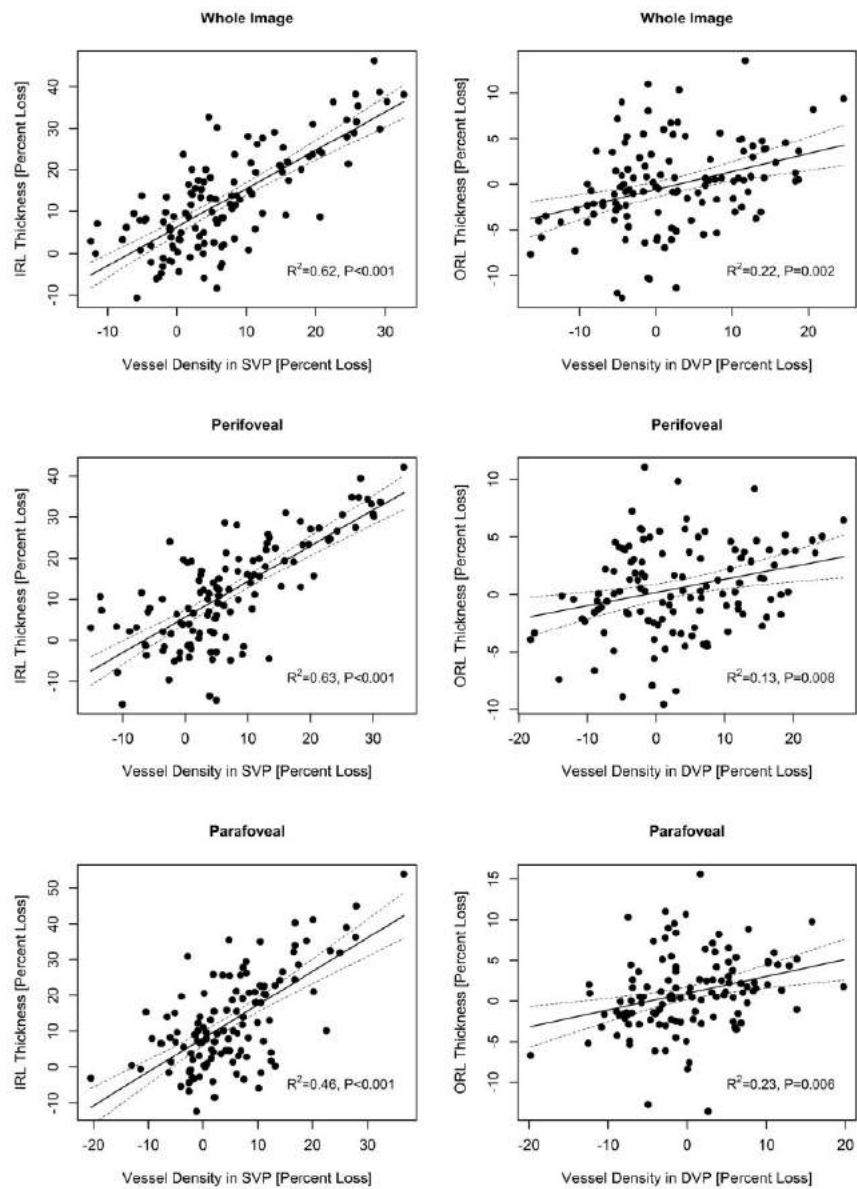 Whole Image
IRL Thickness [Percent Loss]
40
30
20
10
0
-10
R²=0.62, P<0.001
-10 0 10 20 30
Vessel Density in SVP [Percent Loss]
Whole Image
ORL Thickness [Percent Loss]
10
5
0
-5
-10
R²=0.22, P=0.002
-10 0 10 20
Vessel Density in DVP [Percent Loss]
Perifoveal
IRL Thickness [Percent Loss]
40
30
20
10
0
-10
R²=0.63, P<0.001
-10 0 10 20 30
Vessel Density in SVP [Percent Loss]
Perifoveal
ORL Thickness [Percent Loss]
10
5
0
-5
-10
R²=0.13, P=0.008
-20 -10 0 10 20
Vessel Density in DVP [Percent Loss]
Parafoveal
IRL Thickness [Percent Loss]
50
40
30
20
10
0
-10
R²=0.46, P<0.001
-20 -10 0 10 20 30
Vessel Density in SVP [Percent Loss]
Parafoveal
ORL Thickness [Percent Loss]
15
10
5
0
-5
-10
R²=0.23, P=0.006
-20 -10 0 10 20
Vessel Density in DVP [Percent Loss]